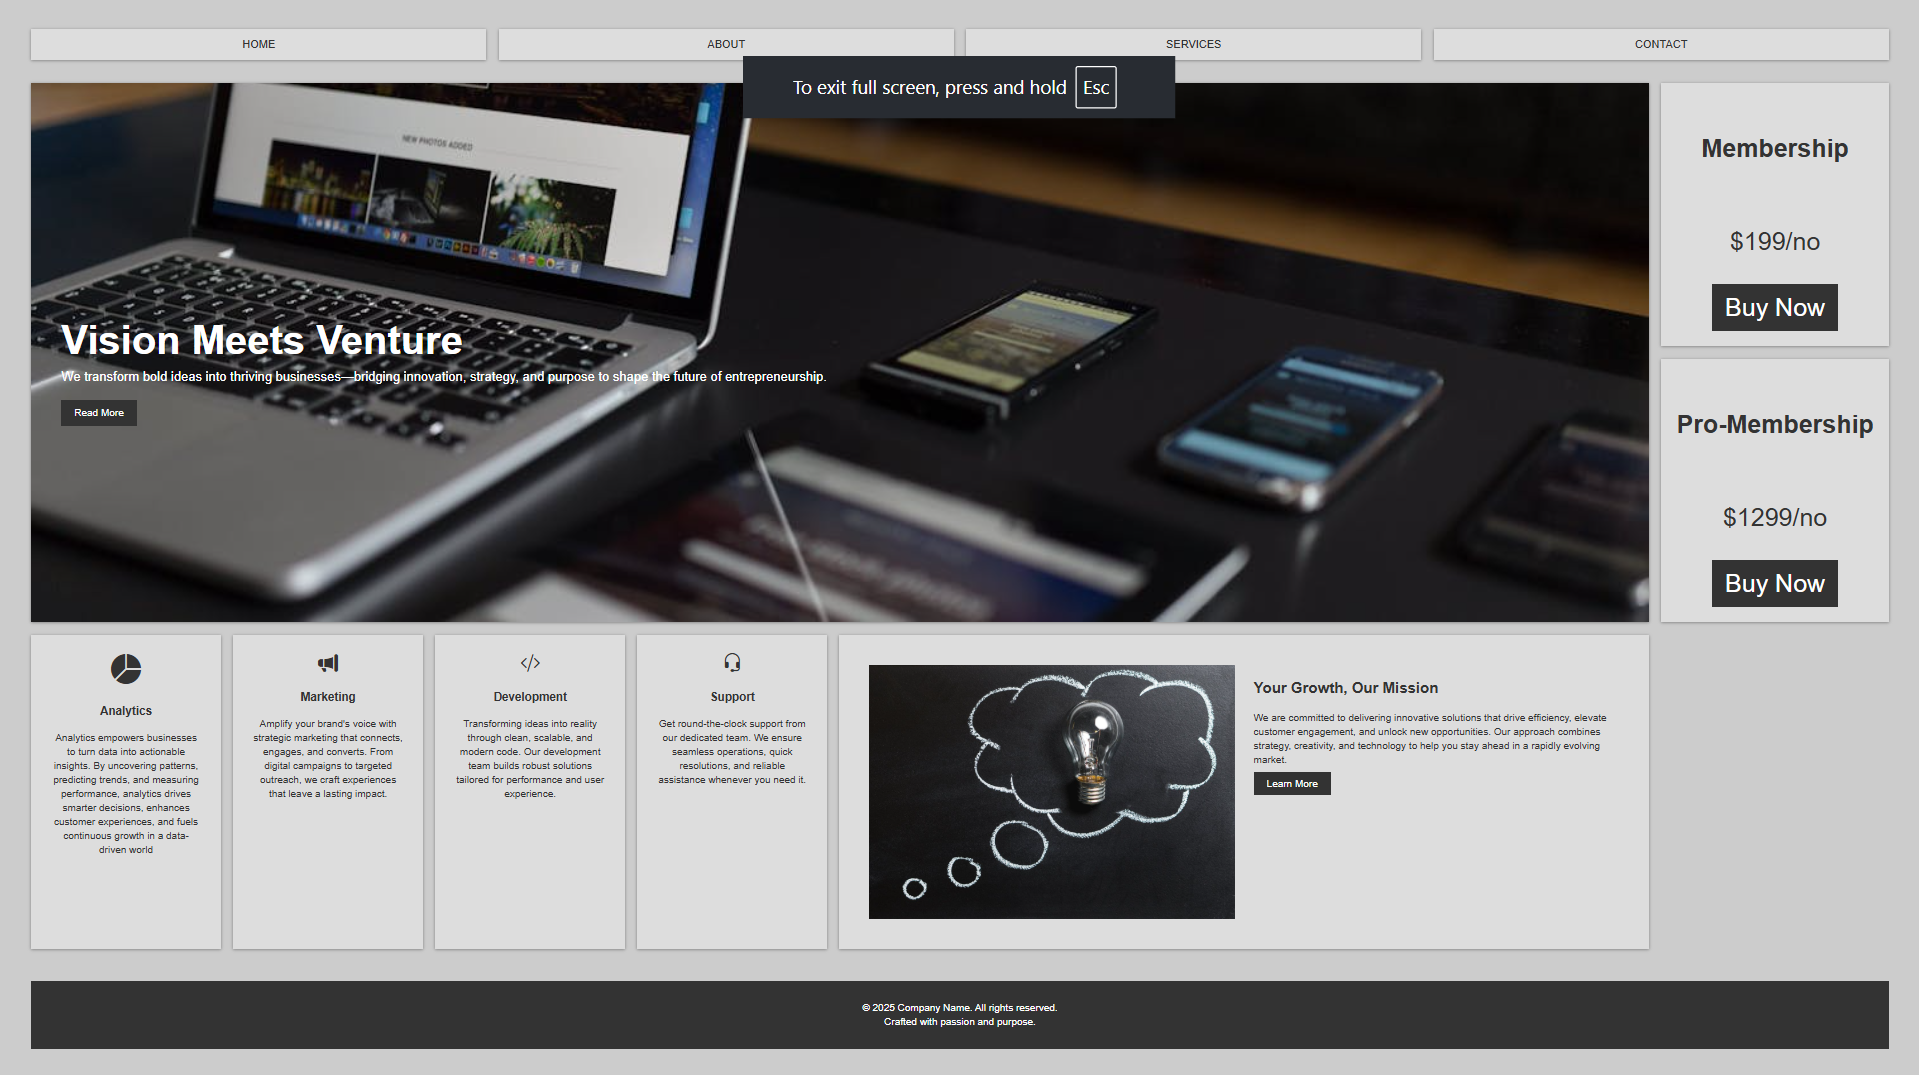 HOME
ABOUT
SERVICES
CONTACT
To exit full screen, press and hold Esc
NEW PHOTOS ADDED
Vision Meets Venture
We transform bold ideas into thriving businesses—bridging innovation, strategy, and purpose to shape the future of entrepreneurship.
Read More
Membership
$199/no
Buy Now
Pro-Membership
$1299/no
Buy Now
Analytics
Analytics empowers businesses
to turn data into actionable
insights. By uncovering patterns,
predicting trends, and measuring
performance, analytics drives
smarter decisions, enhances
customer experiences, and fuels
continuous growth in a data-
driven world
Marketing
Amplify your brand's voice with
strategic marketing that connects,
engages, and converts. From
digital campaigns to targeted
outreach, we craft experiences
that leave a lasting impact.
Development
Transforming ideas into reality
through clean, scalable, and
modern code. Our development
team builds robust solutions
tailored for performance and user
experience.
Support
Get round-the-clock support from
our dedicated team. We ensure
seamless operations, quick
resolutions, and reliable
assistance whenever you need it.
Your Growth, Our Mission
We are committed to delivering innovative solutions that drive efficiency, elevate
customer engagement, and unlock new opportunities. Our approach combines
strategy, creativity, and technology to help you stay ahead in a rapidly evolving
market.
Learn More
© 2025 Company Name. All rights reserved.
Crafted with passion and purpose.